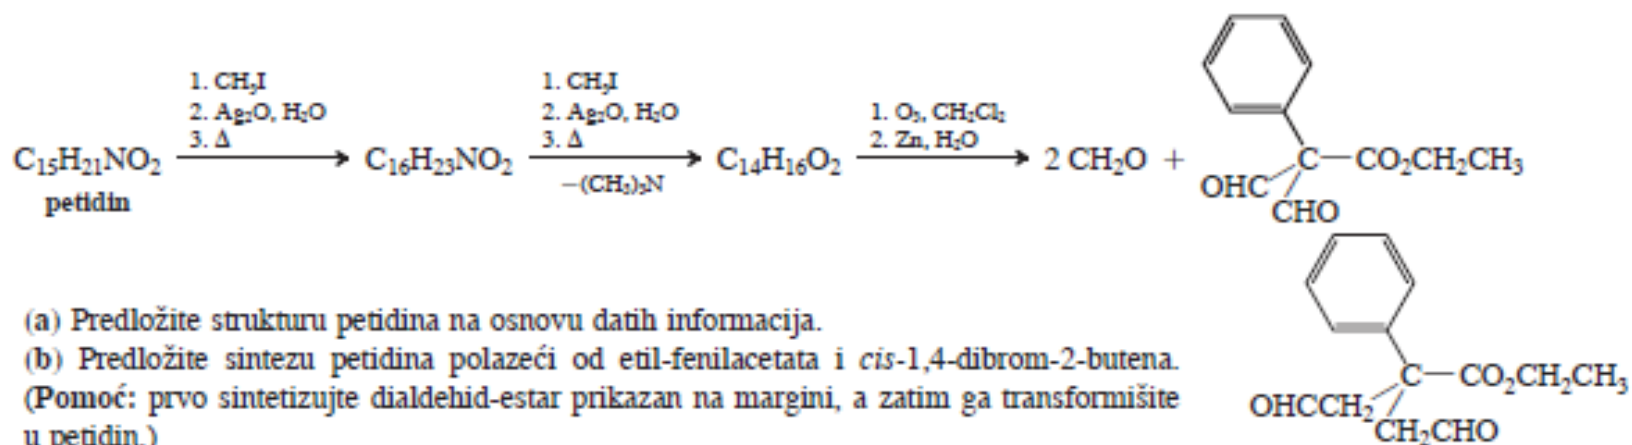 1. CH₃I
2. Ag₂O, H₂O
3. Δ
1. CH₃I
2. Ag₂O, H₂O
3. Δ
1. O₃, CH₂Cl₂
2. Zn, H₂O
C₁₅H₂₁NO₂ C₁₆H₂₃NO₂ C₁₄H₁₆O₂ 2 CH₂O + C—CO₂CH₂CH₃
petidin
–(CH₃)₃N
OHC
CHO
C—CO₂CH₂CH₃
OHCCH₂
CH₂CHO
(a) Predložite strukturu petidina na osnovu datih informacija.
(b) Predložite sintezu petidina polazeći od etil-fenilacetata i cis-1,4-dibrom-2-butena.
(Pomoć: prvo sintetizujte dialdehid-estar prikazan na margini, a zatim ga transformišite
u petidin.)